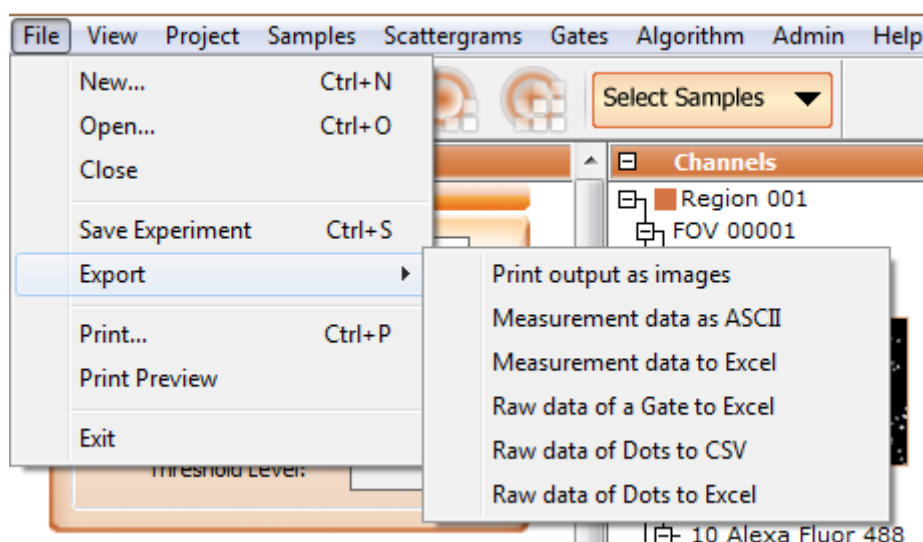 File View Project Samples Scattergrams Gates Algorithm Admin Help
New... Ctrl+N
Open... Ctrl+O
Close
Save Experiment Ctrl+S
Export
Print... Ctrl+P
Print Preview
Exit
Print output as images
Measurement data as ASCII
Measurement data to Excel
Raw data of a Gate to Excel
Raw data of Dots to CSV
Raw data of Dots to Excel
Select Samples
Channels
Region 001
FOV 00001
Threshold Level:
10 Alexa Fluor 488